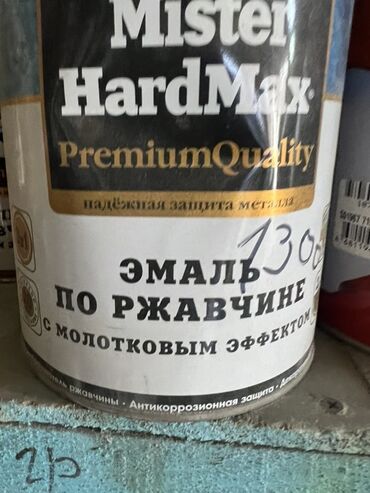 Mister
HardMax
PremiumQuality
надёжная защита металла
130
ЭМАЛЬ
ПО РЖАВЧИНЕ
С МОЛОТКОВЫМ ЭФФЕКТОМ
ржавчины • Антикоррозионная защита •
2р